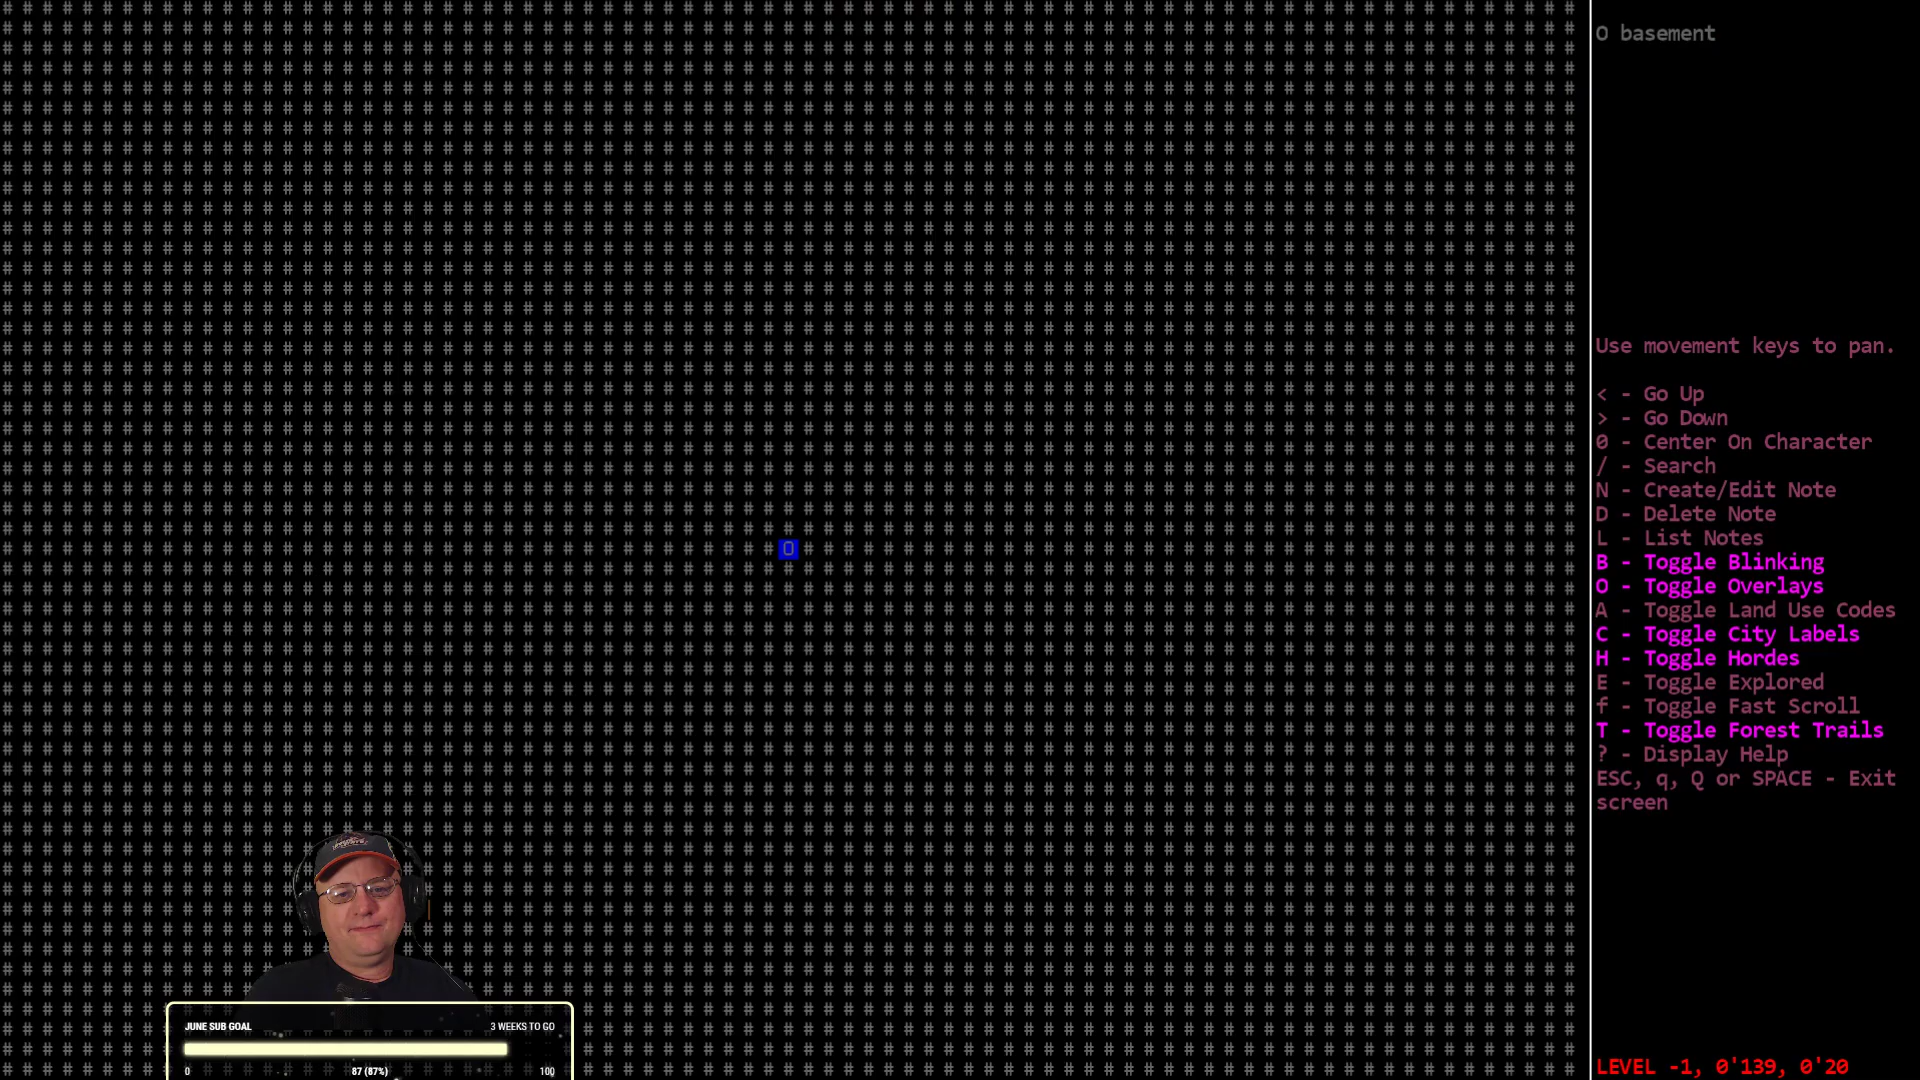 O basement
Use movement keys to pan.
< - Go Up
> - Go Down
0 - Center On Character
/ - Search
N - Create/Edit Note
D - Delete Note
L - List Notes
B - Toggle Blinking
O - Toggle Overlays
A - Toggle Land Use Codes
C - Toggle City Labels
H - Toggle Hordes
E - Toggle Explored
f - Toggle Fast Scroll
T - Toggle Forest Trails
? - Display Help
ESC, q, Q or SPACE - Exit
screen
O
JUNE SUB GOAL 3 WEEKS TO GO
0 87 (87%) 100
LEVEL -1, 0'139, 0'20